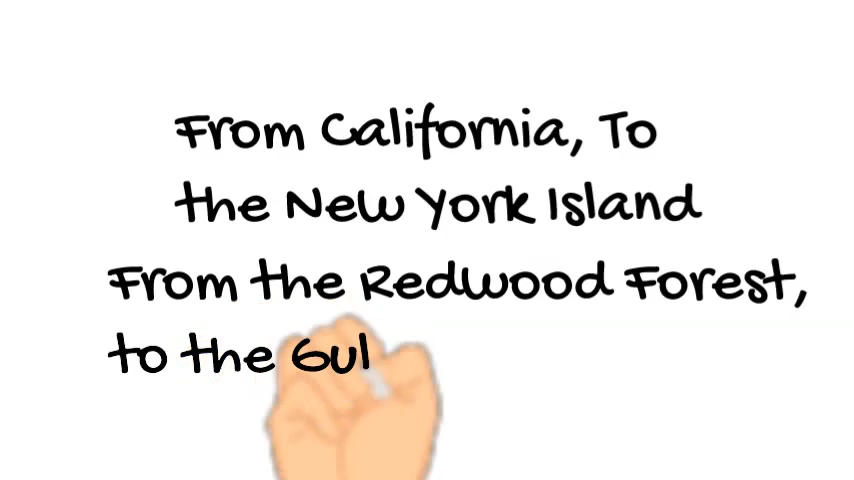 From California, To
the New York Island
From the Redwood Forest,
to the Gul